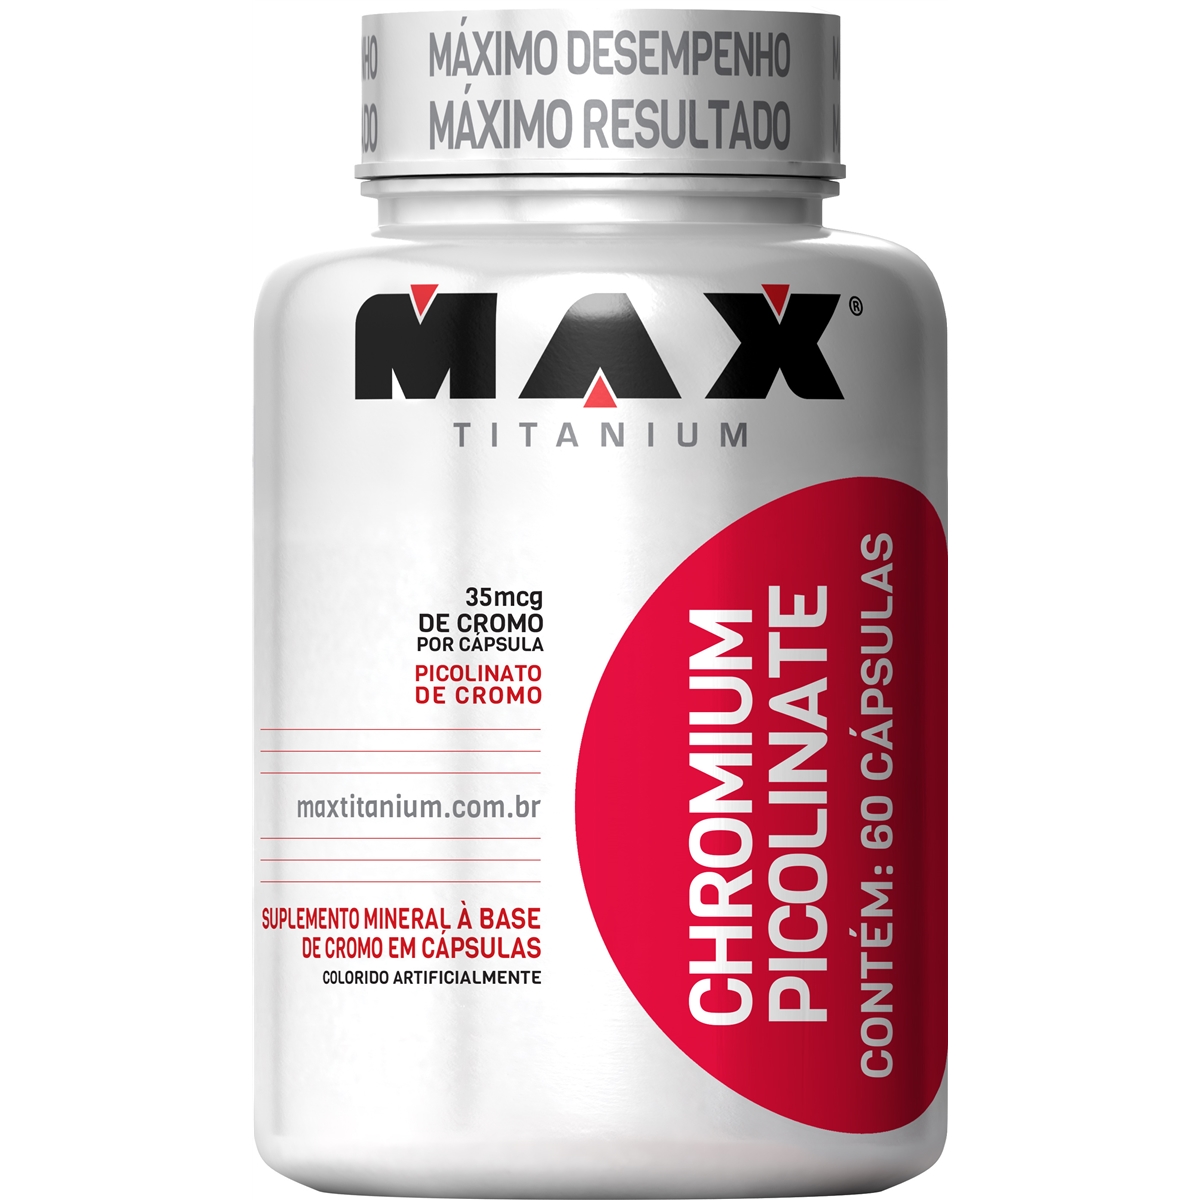 MÁXIMO DESEMPENHO
MÁXIMO RESULTADO
MAX®
TITANIUM
35mcg
DE CROMO
POR CÁPSULA
PICOLINATO
DE CROMO
maxtitanium.com.br
SUPLEMENTO MINERAL À BASE
DE CROMO EM CÁPSULAS
COLORIDO ARTIFICIALMENTE
CHROMIUM
PICOLINATE
CONTÉM: 60 CÁPSULAS